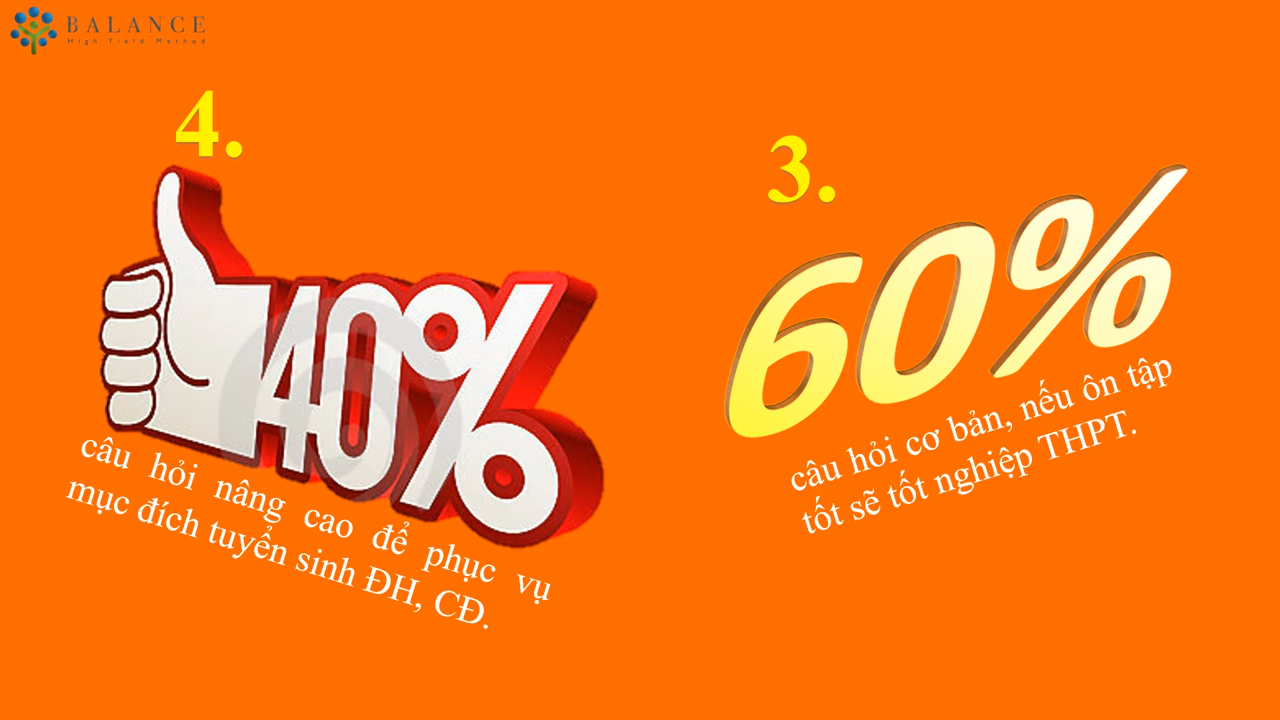 BALANCE
High Yield Method
4.
40%
câu hỏi nâng cao để phục vụ
mục đích tuyển sinh ĐH, CĐ.
3.
60%
câu hỏi cơ bản, nếu ôn tập
tốt sẽ tốt nghiệp THPT.